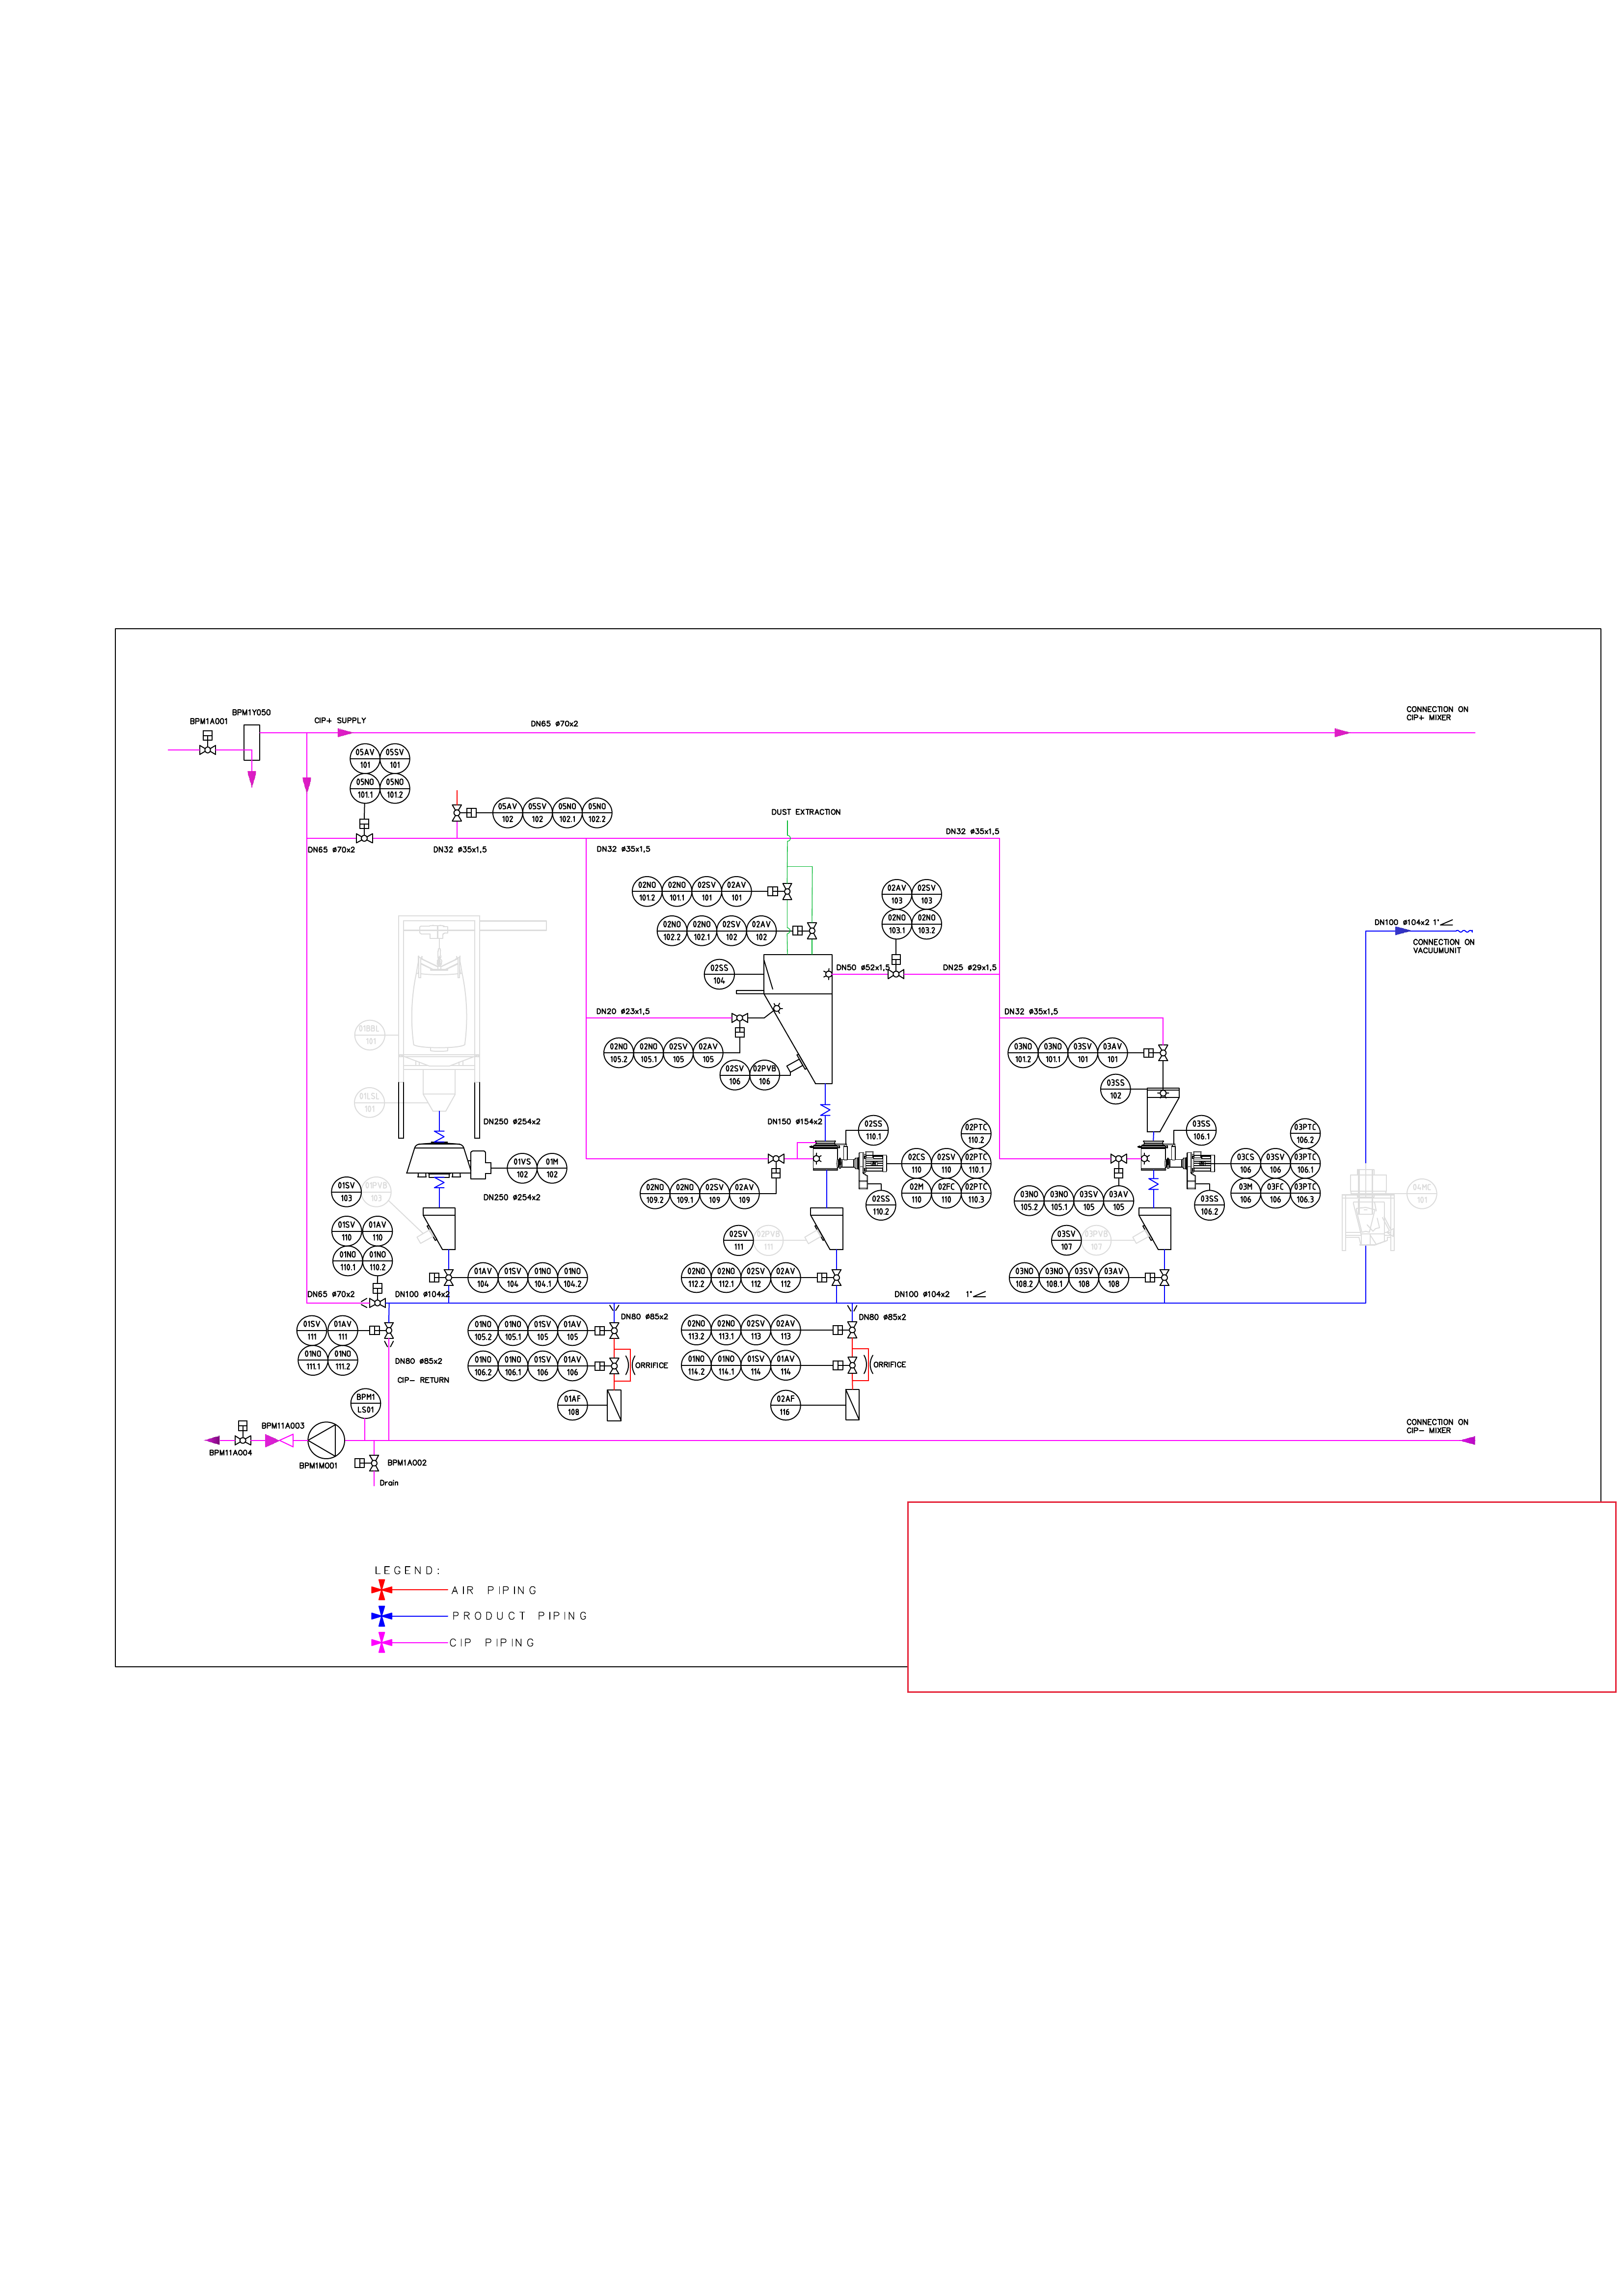 BPM1Y050
BPM1A001
CIP+ SUPPLY
DN65 ø70x2
CONNECTION ON
CIP+ MIXER
05AV 101
05SV 101
05NO 101.1
05NO 101.2
05AV 102
05SV 102
05NO 102.1
05NO 102.2
DUST EXTRACTION
DN65 ø70x2
DN32 ø35x1,5
DN32 ø35x1,5
DN32 ø35x1,5
02NO 101.2
02NO 101.1
02SV 101
02AV 101
02AV 103
02SV 103
02NO 103.1
02NO 103.2
02NO 102.2
02NO 102.1
02SV 102
02AV 102
DN100 ø104x2 1°
CONNECTION ON
VACUUMUNIT
02SS 104
DN50 ø52x1,5
DN25 ø29x1,5
DN20 ø23x1,5
DN32 ø35x1,5
01BBL 101
02NO 105.2
02NO 105.1
02SV 105
02AV 105
02SV 106
02PVB 106
03NO 101.2
03NO 101.1
03SV 101
03AV 101
03SS 102
01LSL 101
DN250 ø254x2
DN150 ø154x2
02SS 110.1
02PTC 110.2
03SS 106.1
03PTC 106.2
01VS 102
01M 102
02CS 110
02SV 110
02PTC 110.1
03CS 106
03SV 106
03PTC 106.1
02M 110
02FC 110
02PTC 110.3
03M 106
03FC 106
03PTC 106.3
01SV 103
01PVB 103
DN250 ø254x2
02NO 109.2
02NO 109.1
02SV 109
02AV 109
02SS 110.2
03NO 105.2
03NO 105.1
03SV 105
03AV 105
03SS 106.2
04MC 101
01SV 110
01AV 110
01NO 110.1
01NO 110.2
02SV 111
02PVB 111
03SV 107
03PVB 107
01AV 104
01SV 104
01NO 104.1
01NO 104.2
02NO 112.2
02NO 112.1
02SV 112
02AV 112
03NO 108.2
03NO 108.1
03SV 108
03AV 108
DN65 ø70x2
DN100 ø104x2
DN100 ø104x2 1°
01SV 111
01AV 111
01NO 111.1
01NO 111.2
01NO 105.2
01NO 105.1
01SV 105
01AV 105
DN80 ø85x2
02NO 113.2
02NO 113.1
02SV 113
02AV 113
DN80 ø85x2
DN80 ø85x2
01NO 106.2
01NO 106.1
01SV 106
01AV 106
ORRIFICE
01NO 114.2
01NO 114.1
01SV 114
01AV 114
ORRIFICE
CIP- RETURN
BPM1 LS01
01AF 108
02AF 116
BPM11A003
BPM11A004
BPM1M001
BPM1A002
Drain
CONNECTION ON
CIP- MIXER
LEGEND:
AIR PIPING
PRODUCT PIPING
CIP PIPING